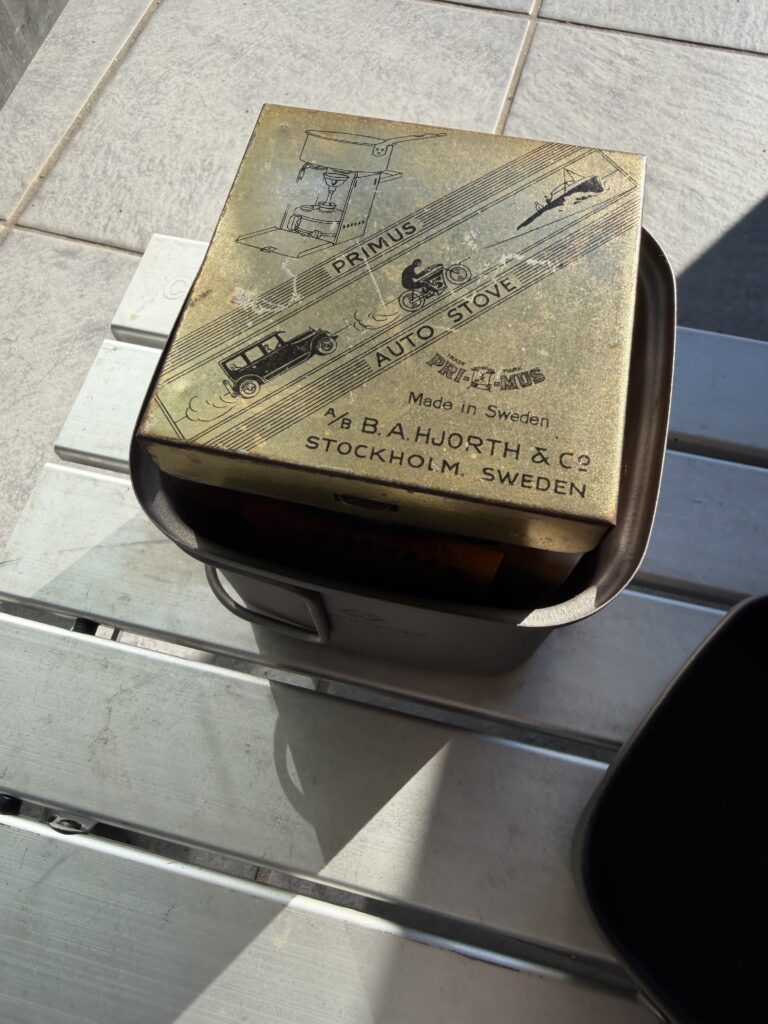 PRIMUS
AUTO STOVE
TRADE MARK
PRI-MUS
Made in Sweden
A/B B.A. HJORTH & Co
STOCKHOLM. SWEDEN